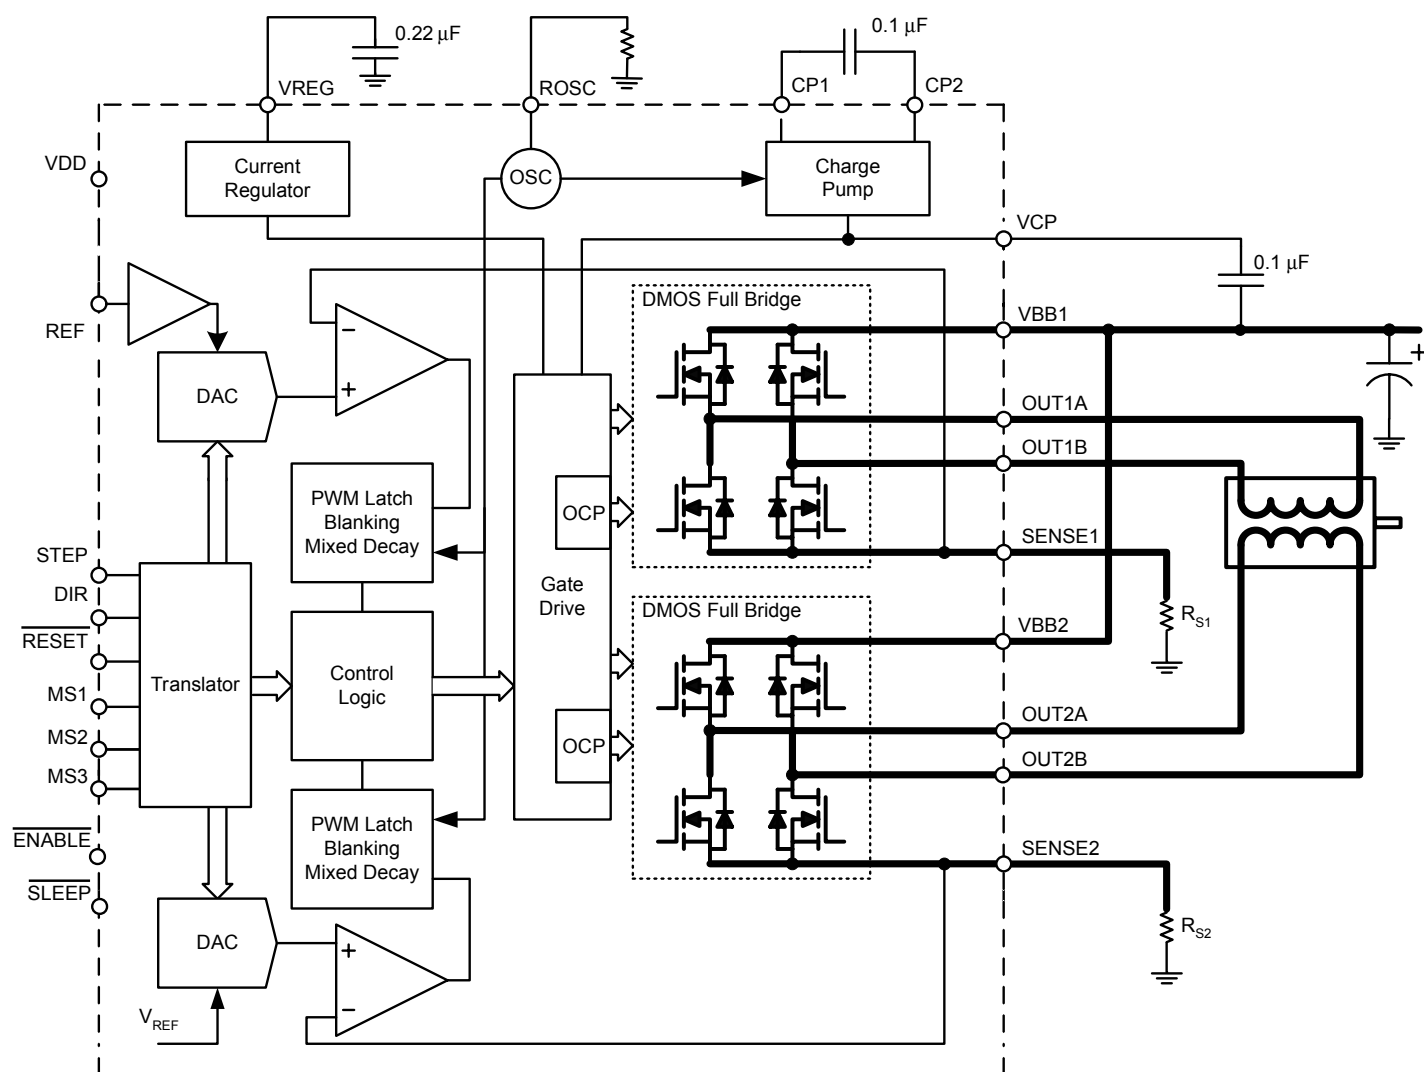 0.22 µF
0.1 µF
VREG
ROSC
CP1
CP2
VDD
Current
Regulator
OSC
Charge
Pump
VCP
0.1 µF
REF
DMOS Full Bridge
VBB1
+
−
+
DAC
OUT1A
OUT1B
PWM Latch
Blanking
Mixed Decay
OCP
SENSE1
STEP
DIR
RESET
MS1
MS2
MS3
Translator
Control
Logic
Gate
Drive
DMOS Full Bridge
RS1
VBB2
OUT2A
OCP
OUT2B
PWM Latch
Blanking
Mixed Decay
ENABLE
SLEEP
SENSE2
DAC
+
−
RS2
VREF